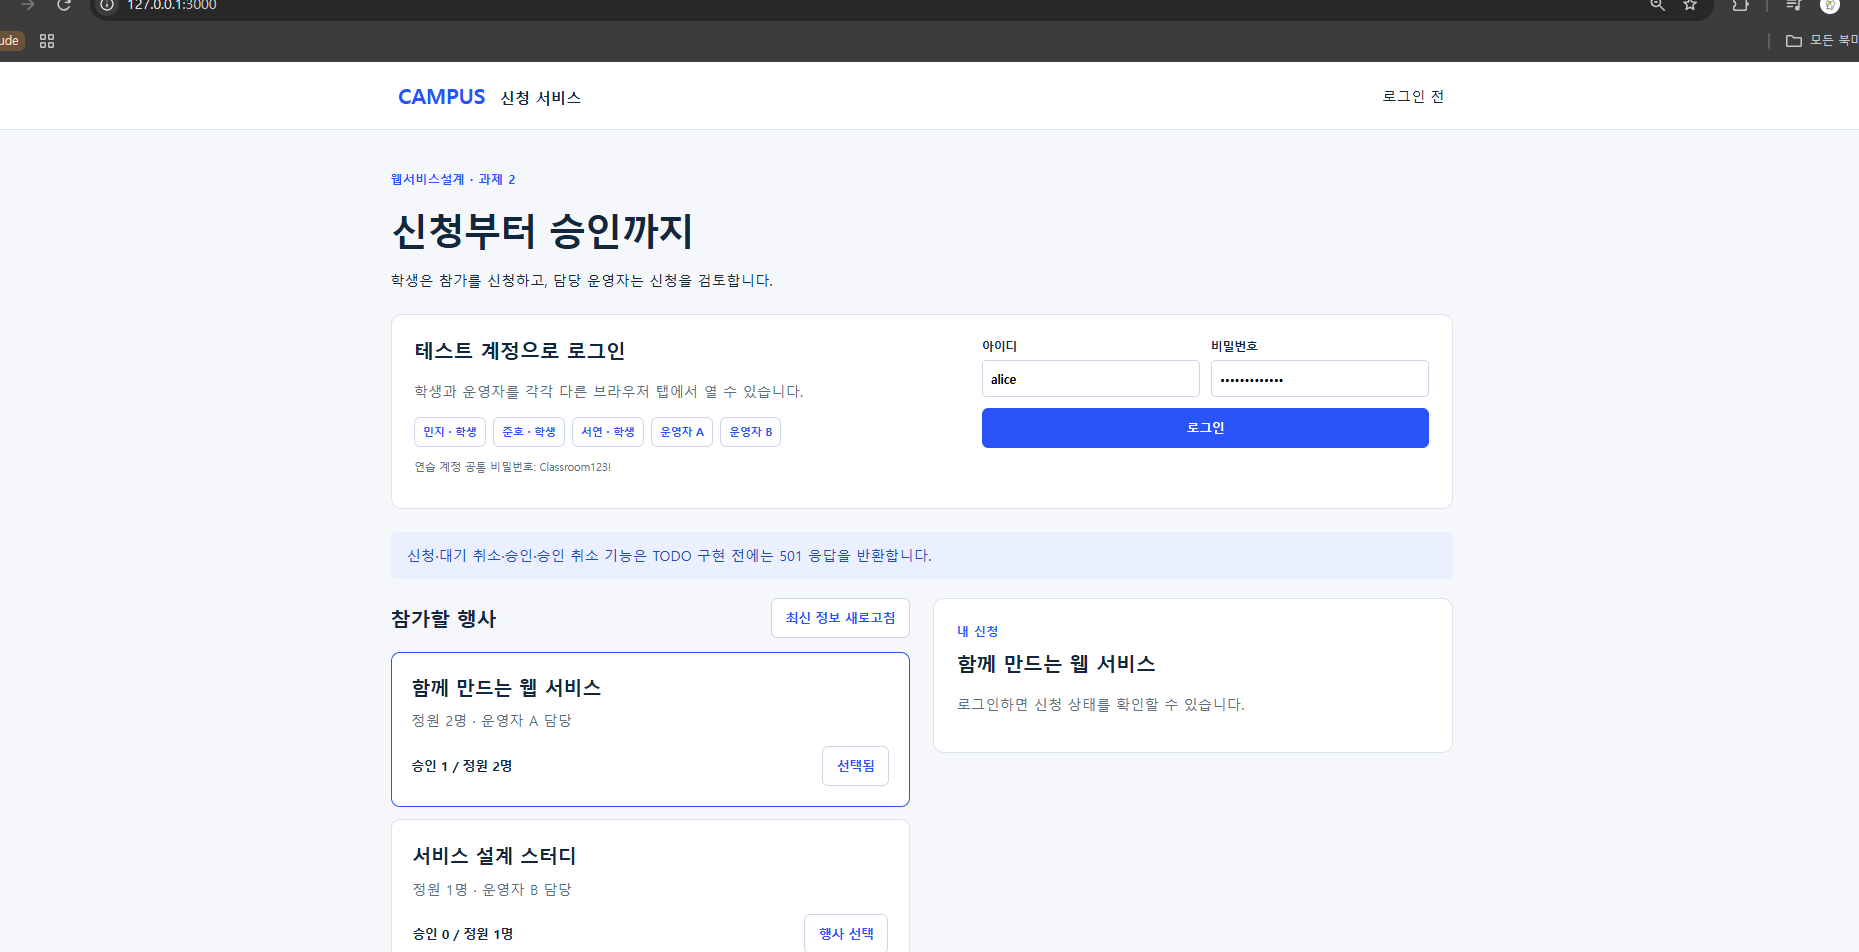 127.0.0.1:3000
ude
모든 북마
CAMPUS 신청 서비스
로그인 전
웹서비스설계 · 과제 2
신청부터 승인까지
학생은 참가를 신청하고, 담당 운영자는 신청을 검토합니다.
테스트 계정으로 로그인
학생과 운영자를 각각 다른 브라우저 탭에서 열 수 있습니다.
민지 · 학생 준호 · 학생 서연 · 학생 운영자 A 운영자 B
연습 계정 공통 비밀번호: Classroom123!
아이디 비밀번호
alice •••••••••••••
로그인
신청·대기 취소·승인·승인 취소 기능은 TODO 구현 전에는 501 응답을 반환합니다.
참가할 행사
최신 정보 새로고침
함께 만드는 웹 서비스
정원 2명 · 운영자 A 담당
승인 1 / 정원 2명
선택됨
서비스 설계 스터디
정원 1명 · 운영자 B 담당
승인 0 / 정원 1명
행사 선택
내 신청
함께 만드는 웹 서비스
로그인하면 신청 상태를 확인할 수 있습니다.